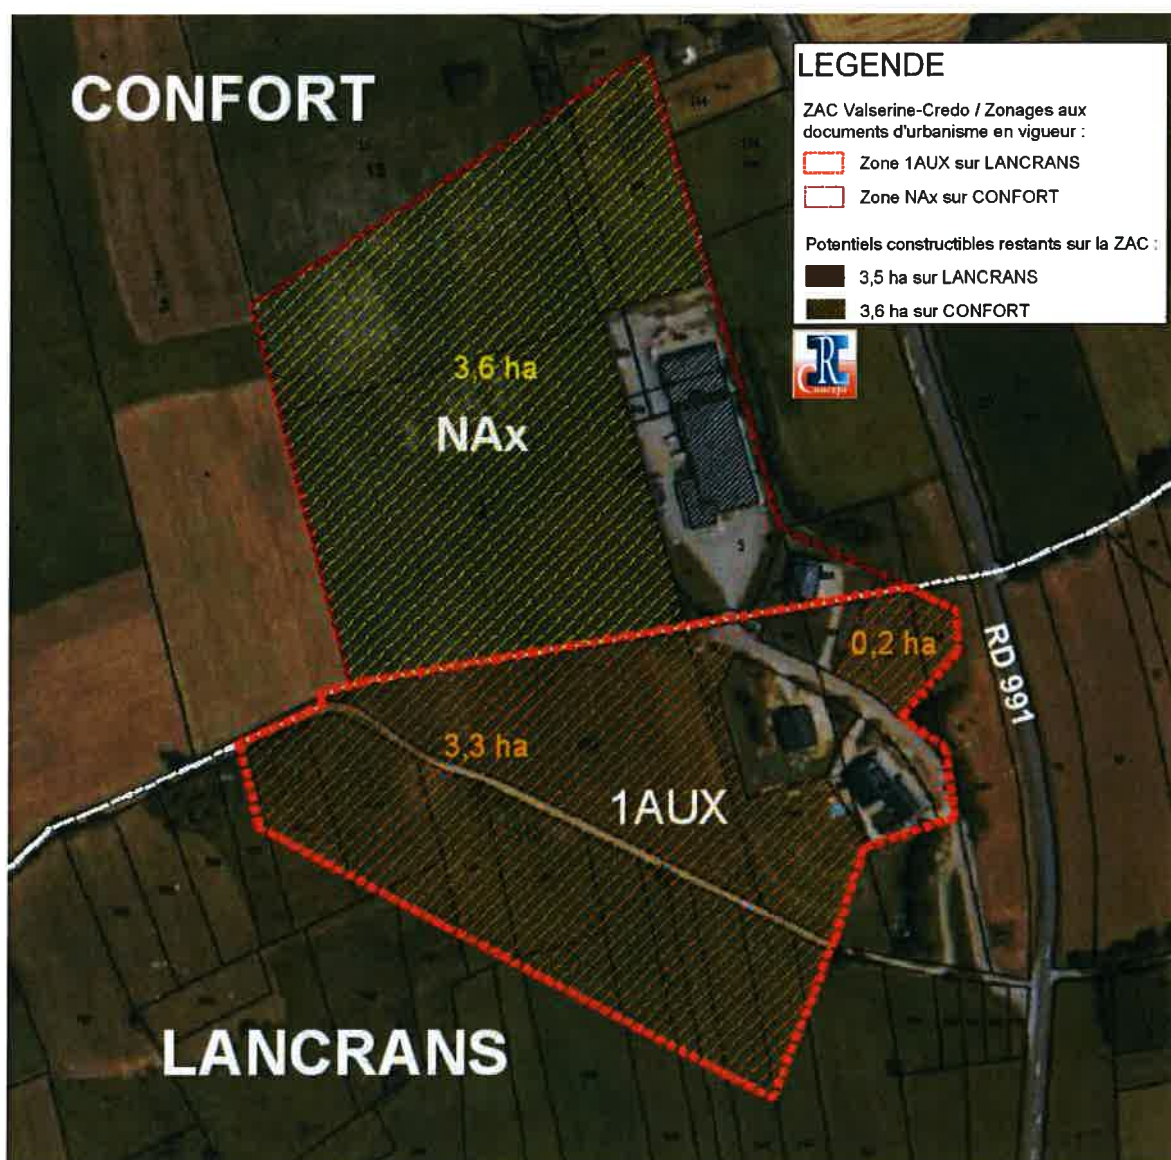 CONFORT
LEGENDE
ZAC Valserine-Credo / Zonages aux
documents d'urbanisme en vigueur :
Zone 1AUX sur LANCRANS
Zone NAx sur CONFORT
Potentiels constructibles restants sur la ZAC :
3,5 ha sur LANCRANS
3,6 ha sur CONFORT
R
Concept
3,6 ha
NAx
0,2 ha
RD 991
3,3 ha
1AUX
LANCRANS